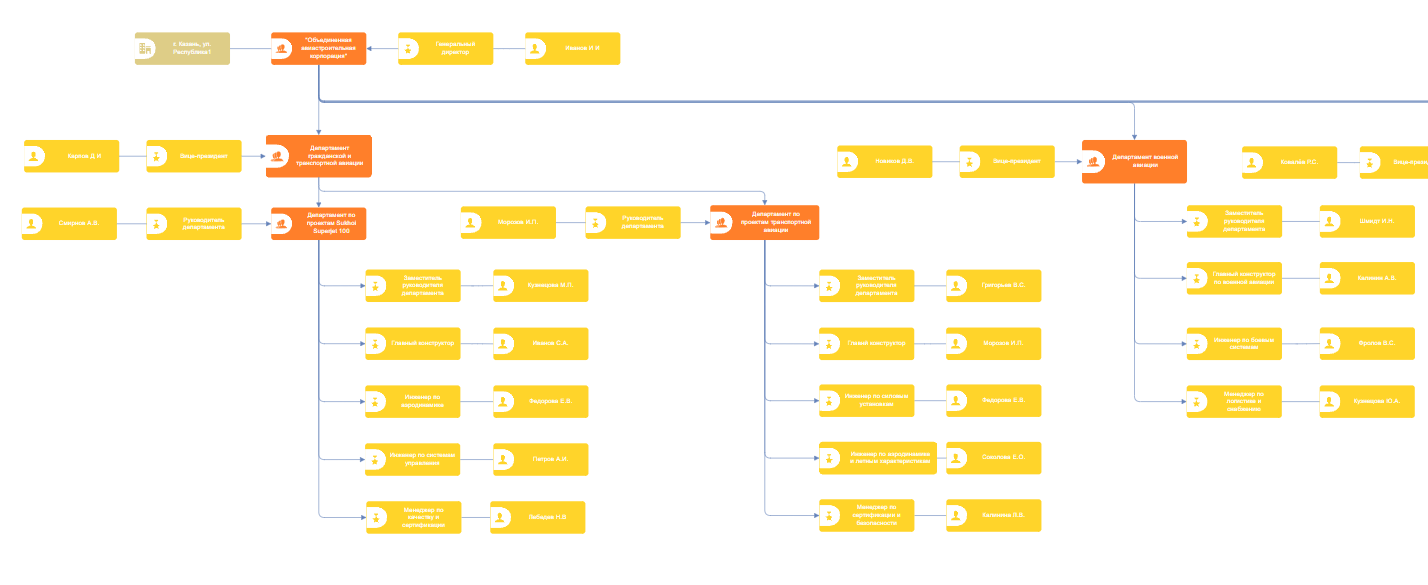 г. Казань, ул.
Республики1
"Объединенная
авиастроительная
корпорация"
Генеральный
директор
Иванов И И
Карпов Д И
Вице-президент
Департамент
гражданской и
транспортной авиации
Новиков Д.В.
Вице-президент
Департамент военной
авиации
Ковалёв Р.С.
Смирнов А.В.
Руководитель
департамента
Департамент по
проектам Sukhoi
Superjet 100
Морозов И.П.
Руководитель
департамента
Департамент по
проектам транспортной
авиации
Заместитель
руководителя
департамента
Шмидт И.Н.
Заместитель
руководителя
департамента
Кузнецова М.П.
Заместитель
руководителя
департамента
Григорьев В.С.
Главный конструктор
по военной авиации
Калинин А.Б.
Главный конструктор
Иванов С.А.
Главнй конструктор
Морозов И.П.
Инженер по боевым
системам
Фролов В.С.
Инженер по
аэродинамике
Федорова Е.В.
Инженер по силовым
установкам
Федорова Е.В.
Менеджер по
логистике и
снабжению
Кузнецова Ю.А.
Инженер по системам
управления
Петров А.И.
Инженер по аэродинамике
и летным характеристикам
Соколова Е.О.
Менеджер по
качеству и
сертификации
Лебедев Н.В
Менеджер по
сертификации и
безопасности
Калинина Л.В.